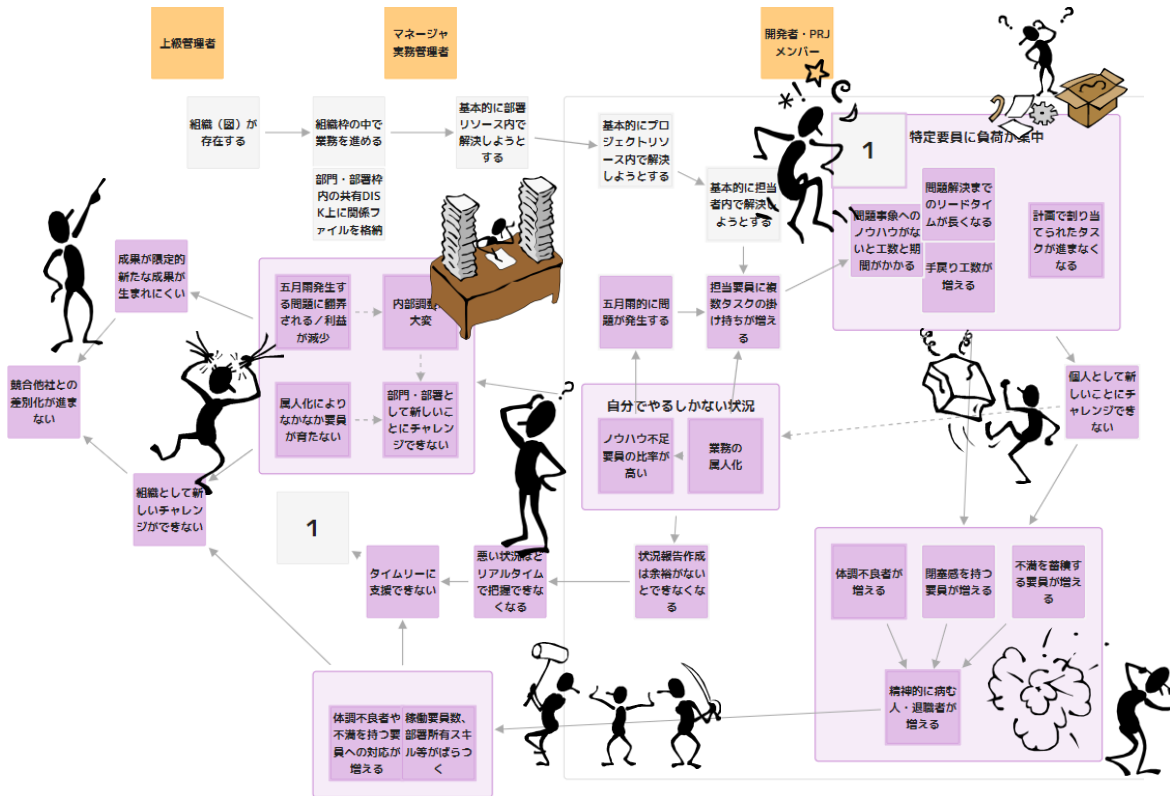 上級管理者
マネージャ
実務管理者
開発者・PRJ
メンバー
組織（図）が
存在する
組織枠の中で
業務を進める
基本的に部署
リソース内で
解決しようと
する
基本的にプロ
ジェクトリソ
ース内で解決
しようとする
基本的に担当
者内で解決し
ようとする
部門・部署枠
内の共有DIS
K上に関係フ
ァイルを格納
1
特定要員に負荷が集中
問題事象への
ノウハウがな
いと工数と期
間がかかる
問題解決まで
のリードタイ
ムが長くなる
手戻り工数が
増える
計画で割り当
てられたタス
クが進まなく
なる
成果が限定的
新たな成果が
生まれにくい
五月雨発生す
る問題に翻弄
される／利益
が減少
内部調整
大変
五月雨的に問
題が発生する
担当要員に複
数タスクの掛
け持ちが増え
る
競合他社との
差別化が進ま
ない
属人化により
なかなか要員
が育たない
部門・部署と
して新しいこ
とにチャレン
ジできない
自分でやるしかない状況
ノウハウ不足
要員の比率が
高い
業務の
属人化
個人として新
しいことにチ
ャレンジでき
ない
組織として新
しいチャレン
ジができない
1
タイムリーに
支援できない
悪い状況ほど
リアルタイム
で把握できな
くなる
状況報告作成
は余裕がない
とできなくな
る
体調不良者が
増える
閉塞感を持つ
要員が増える
不満を蓄積す
る要員が増え
る
精神的に病む
人・退職者が
増える
体調不良者や
不満を持つ要
員への対応が
増える
稼働要員数、
部署所有スキ
ル等がばらつ
く